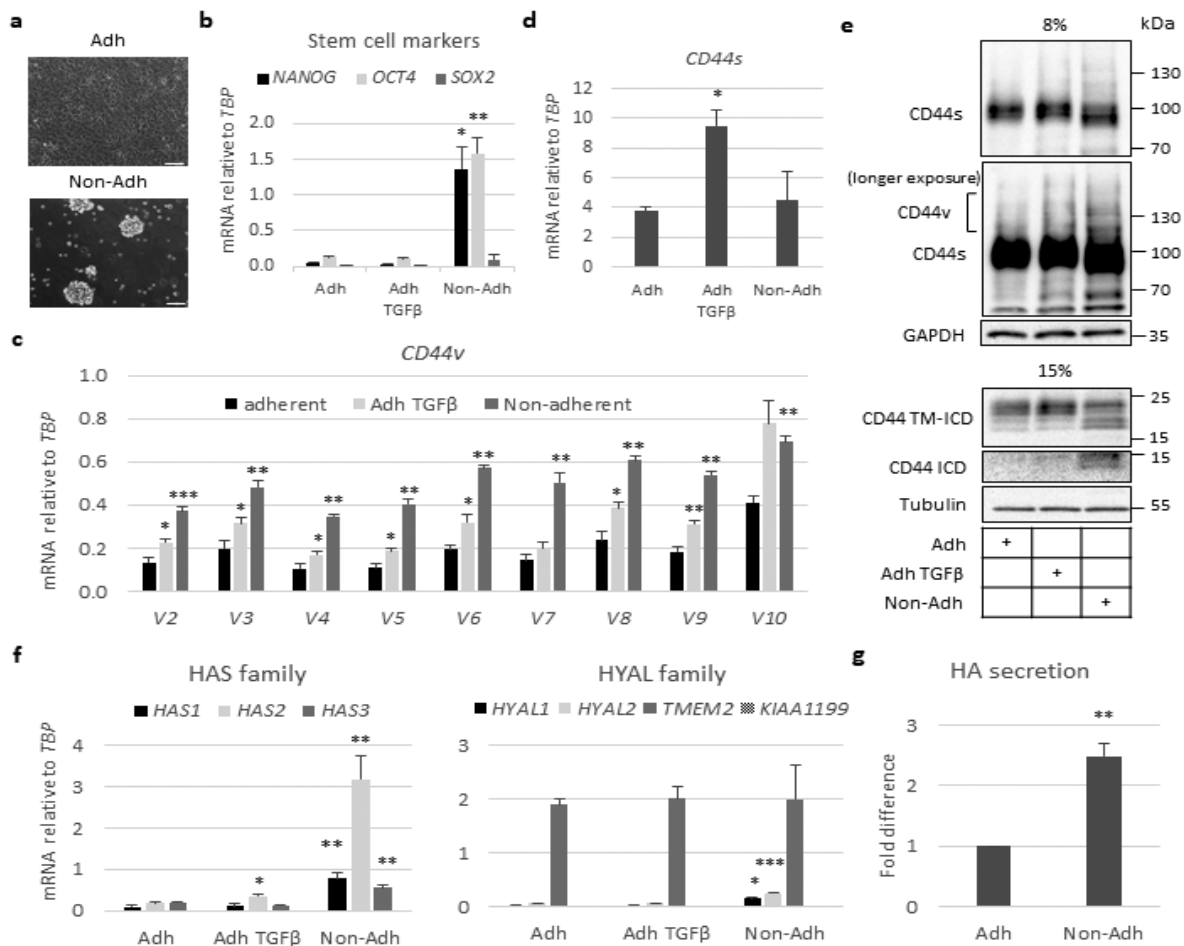 a
Adh
Non-Adh
b
Stem cell markers
NANOG OCT4 SOX2
mRNA relative to TBP
2.0
1.5
1.0
0.5
0.0
* **
Adh
Adh
TGFβ
Non-Adh
d
CD44s
mRNA relative to TBP
12
10
8
6
4
2
0
*
Adh
Adh
TGFβ
Non-Adh
c
CD44v
adherent Adh TGFβ Non-adherent
mRNA relative to TBP
1.0
0.8
0.6
0.4
0.2
0.0
* ***
* **
* **
* **
* **
**
* **
** **
**
V2 V3 V4 V5 V6 V7 V8 V9 V10
e
8% kDa
CD44s
130
100
70
(longer exposure)
CD44v
CD44s
130
100
70
GAPDH
35
15%
CD44 TM-ICD
25
15
CD44 ICD
15
Tubulin
55
Adh +
Adh TGFβ +
Non-Adh +
f
HAS family
HAS1 HAS2 HAS3
mRNA relative to TBP
4
3
2
1
0
*
** ** **
Adh Adh TGFβ Non-Adh
HYAL family
HYAL1 HYAL2 TMEM2 KIAA1199
3
2
1
0
* ***
Adh Adh TGFβ Non-Adh
g
HA secretion
Fold difference
3
2
1
0
**
Adh Non-Adh